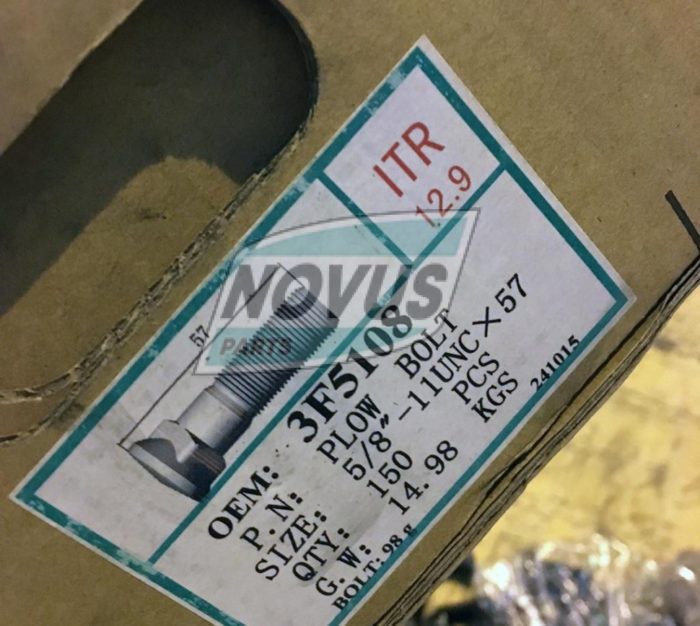 ITR
12.9
57
NOVUS
PARTS
OEM: 3F5108
P.N: PLOW BOLT
SIZE: 5/8"-11UNC×57
QTY: 150 PCS
G.W: 14.98 KGS
BOLT: 98g
241015